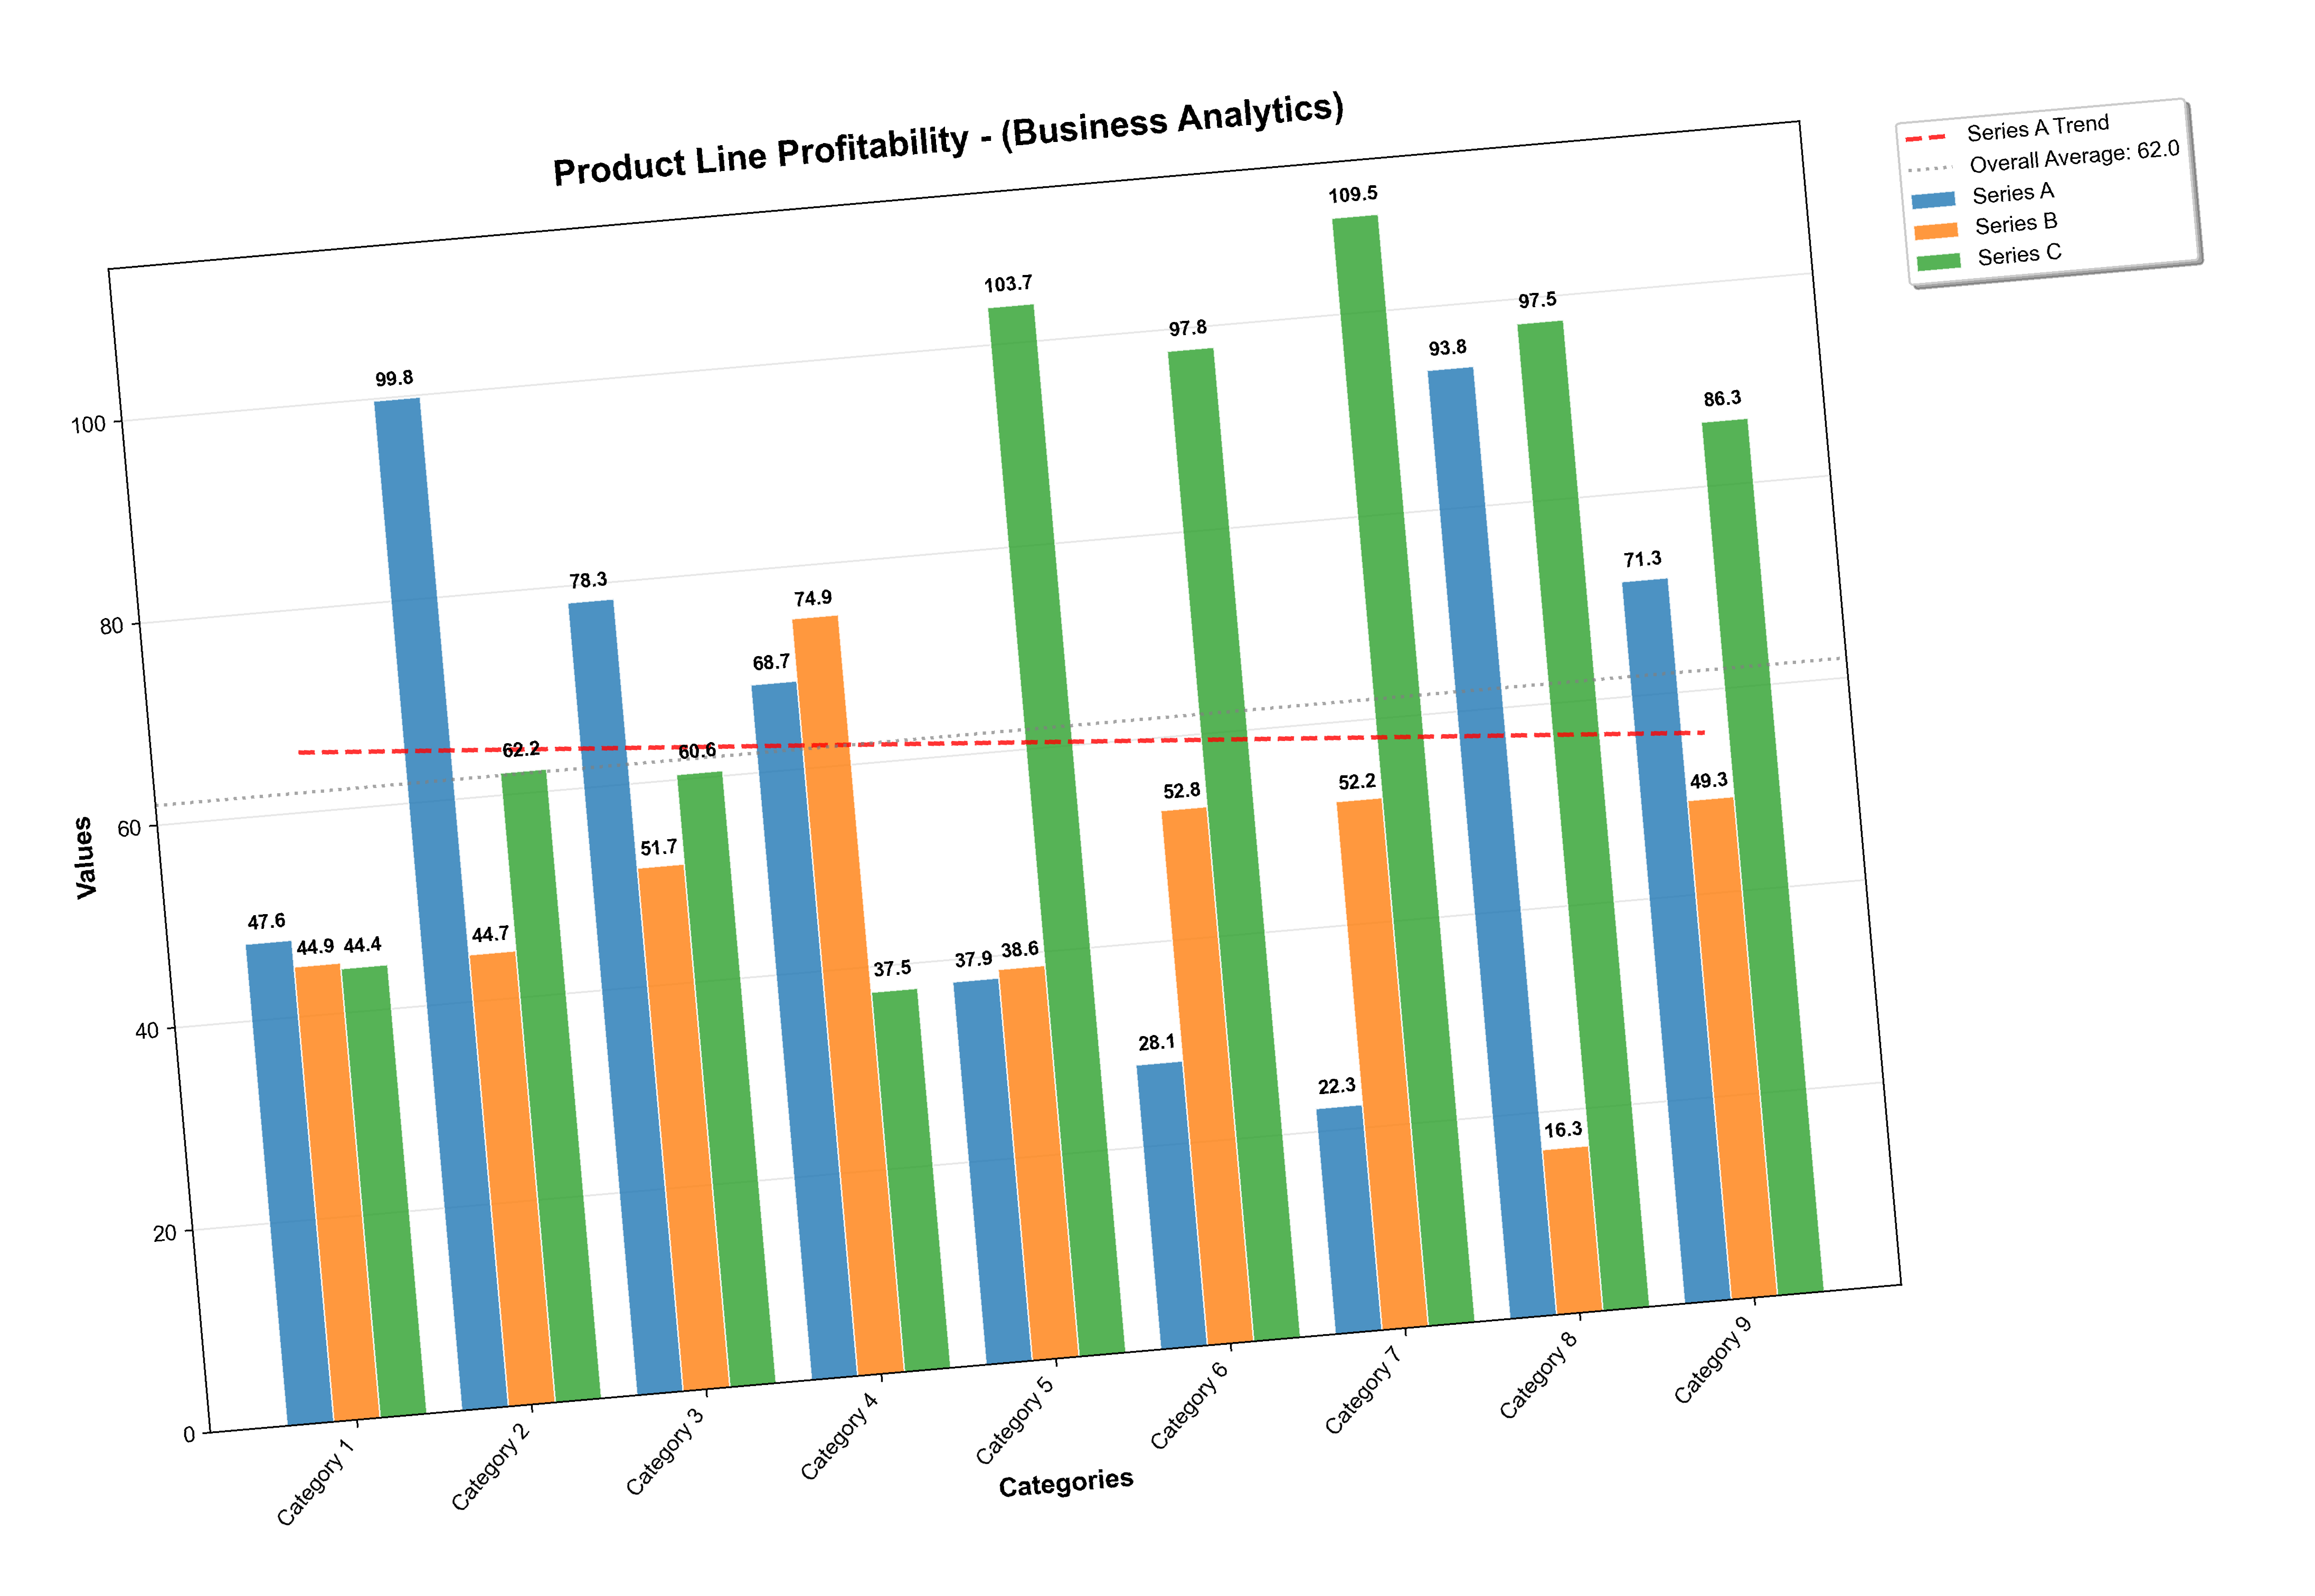 Product Line Profitability - (Business Analytics)
Series A Trend
Overall Average: 62.0
Series A
Series B
Series C
Values
100
80
60
40
20
0
47.6
44.9
44.4
99.8
44.7
62.2
78.3
51.7
60.6
68.7
74.9
37.5
37.9
38.6
103.7
28.1
52.8
97.8
22.3
52.2
109.5
93.8
16.3
97.5
71.3
49.3
86.3
Category 1
Category 2
Category 3
Category 4
Category 5
Category 6
Category 7
Category 8
Category 9
Categories